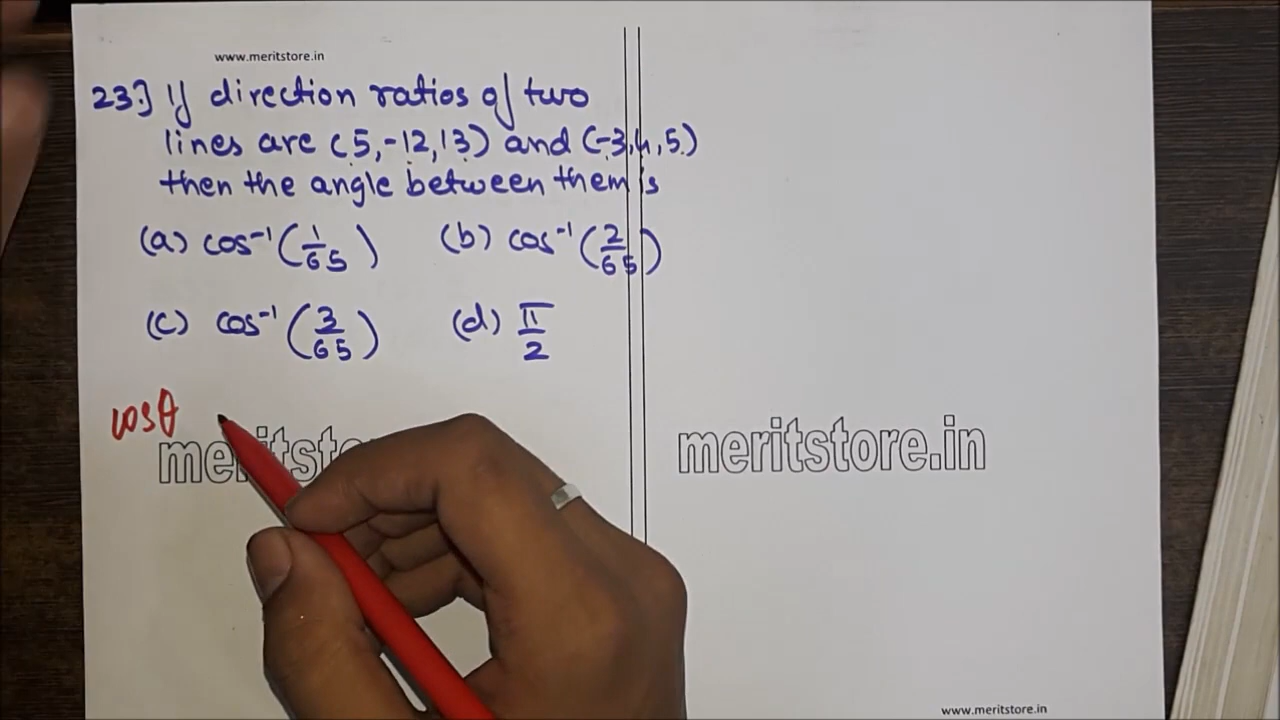 www.meritstore.in
23:] If direction ratios of two
lines are (5,-12,13) and (-3,4,5)
then the angle between them is
(a) cos⁻¹(1/65) (b) cos⁻¹(2/65)
(c) cos⁻¹(3/65) (d) π/2
cosθ
meritstore.in
www.meritstore.in